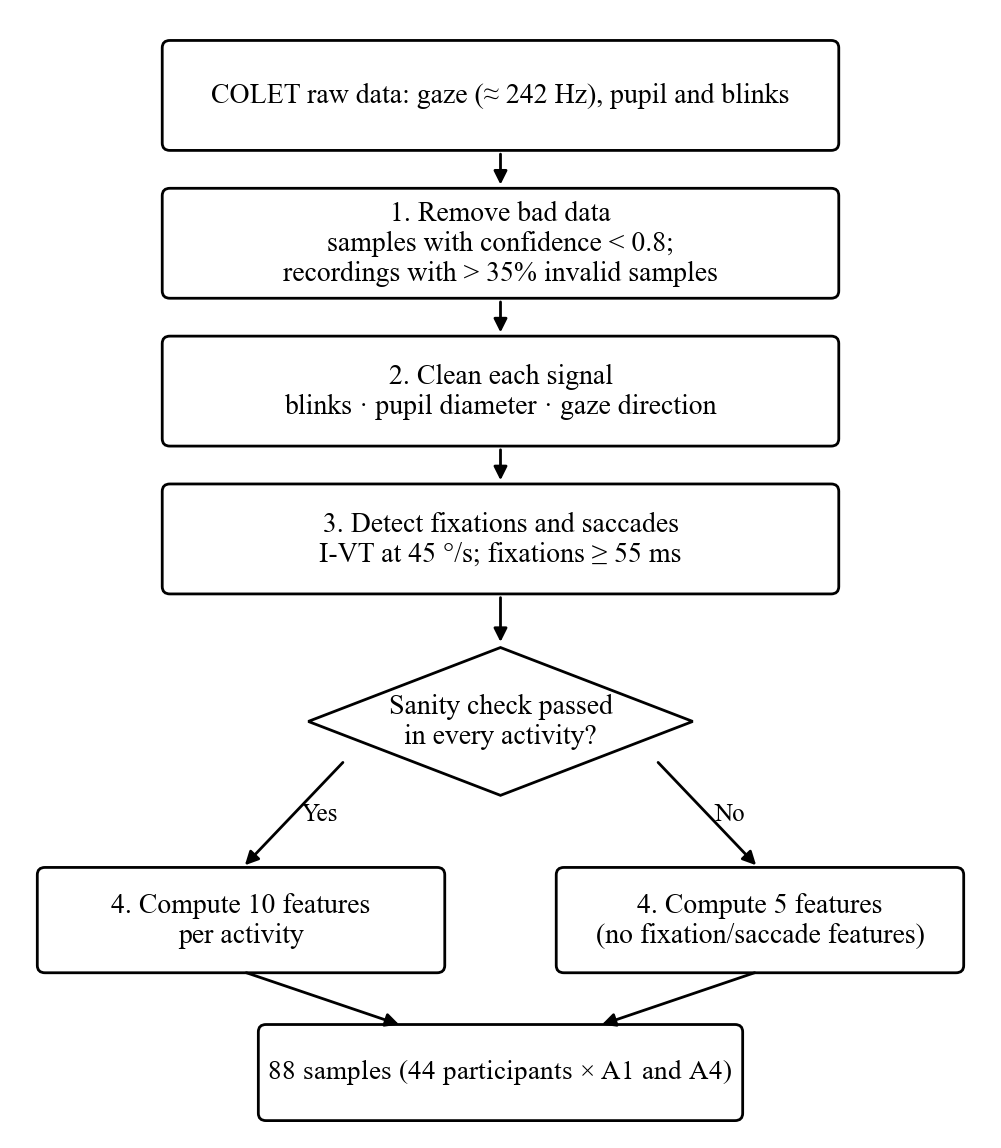 COLET raw data: gaze (≈ 242 Hz), pupil and blinks
1. Remove bad data
samples with confidence < 0.8;
recordings with > 35% invalid samples
2. Clean each signal
blinks · pupil diameter · gaze direction
3. Detect fixations and saccades
I-VT at 45 °/s; fixations ≥ 55 ms
Sanity check passed
in every activity?
Yes
No
4. Compute 10 features
per activity
4. Compute 5 features
(no fixation/saccade features)
88 samples (44 participants × A1 and A4)